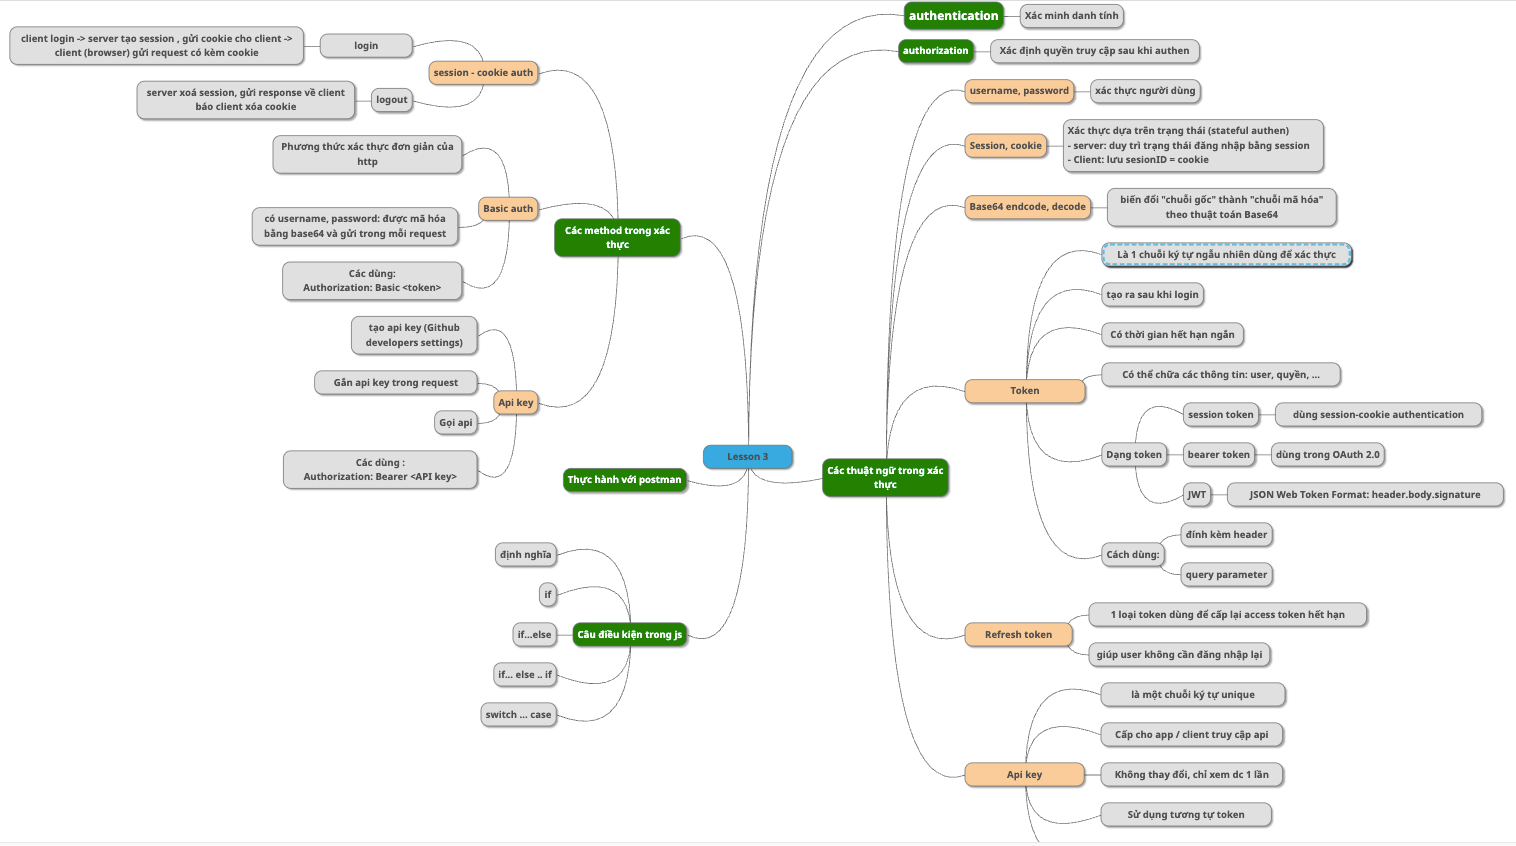 Lesson 3
authentication
Xác minh danh tính
authorization
Xác định quyền truy cập sau khi authen
Các thuật ngữ trong xác
thực
username, password
xác thực người dùng
Session, cookie
Xác thực dựa trên trạng thái (stateful authen)
- server: duy trì trạng thái đăng nhập bằng session
- Client: lưu sesionID = cookie
Base64 endcode, decode
biến đổi "chuỗi gốc" thành "chuỗi mã hóa"
theo thuật toán Base64
Token
Là 1 chuỗi ký tự ngẫu nhiên dùng để xác thực
tạo ra sau khi login
Có thời gian hết hạn ngắn
Có thể chữa các thông tin: user, quyền, ...
Dạng token
session token
dùng session-cookie authentication
bearer token
dùng trong OAuth 2.0
JWT
JSON Web Token Format: header.body.signature
Cách dùng:
đính kèm header
query parameter
Refresh token
1 loại token dùng để cấp lại access token hết hạn
giúp user không cần đăng nhập lại
Api key
là một chuỗi ký tự unique
Cấp cho app / client truy cập api
Không thay đổi, chỉ xem dc 1 lần
Sử dụng tương tự token
Các method trong xác
thực
session - cookie auth
login
client login -> server tạo session , gửi cookie cho client ->
client (browser) gửi request có kèm cookie
logout
server xoá session, gửi response về client
báo client xóa cookie
Basic auth
Phương thức xác thực đơn giản của
http
có username, password: được mã hóa
bằng base64 và gửi trong mỗi request
Các dùng:
Authorization: Basic <token>
Api key
tạo api key (Github
developers settings)
Gắn api key trong request
Gọi api
Các dùng :
Authorization: Bearer <API key>
Thực hành với postman
Câu điều kiện trong js
định nghĩa
if
if...else
if... else .. if
switch ... case